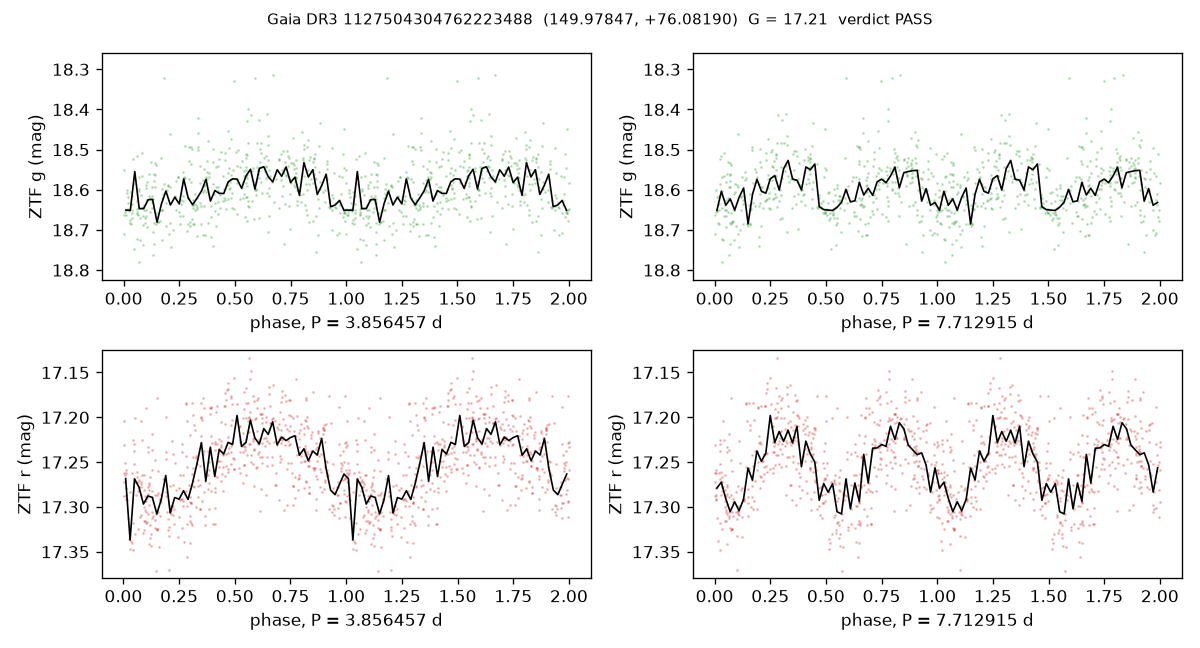 Gaia DR3 1127504304762223488 (149.97847, +76.08190) G = 17.21 verdict PASS
ZTF g (mag)
18.3
18.4
18.5
18.6
18.7
18.8
0.00 0.25 0.50 0.75 1.00 1.25 1.50 1.75 2.00
phase, P = 3.856457 d
ZTF g (mag)
18.3
18.4
18.5
18.6
18.7
18.8
0.00 0.25 0.50 0.75 1.00 1.25 1.50 1.75 2.00
phase, P = 7.712915 d
ZTF r (mag)
17.15
17.20
17.25
17.30
17.35
0.00 0.25 0.50 0.75 1.00 1.25 1.50 1.75 2.00
phase, P = 3.856457 d
ZTF r (mag)
17.15
17.20
17.25
17.30
17.35
0.00 0.25 0.50 0.75 1.00 1.25 1.50 1.75 2.00
phase, P = 7.712915 d